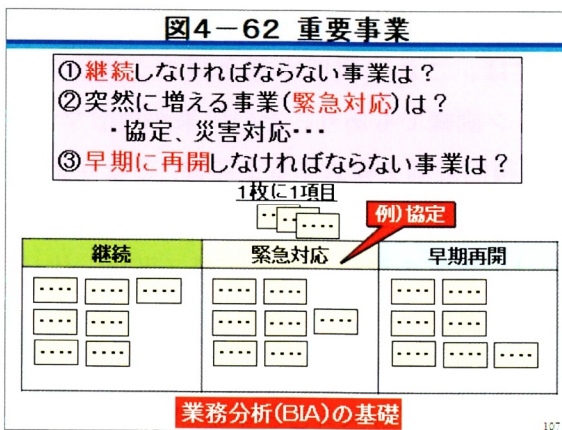 図4－62 重要事業
①継続しなければならない事業は？
②突然に増える事業(緊急対応)は？
・協定、災害対応･･･
③早期に再開しなければならない事業は？
1枚に1項目
････
････
････
例)協定
継続 緊急対応 早期再開
････ ････ ････ ････ ････ ････ ････
････ ････ ････ ････ ････ ････ ････
････ ････ ････ ････ ････ ････ ････
業務分析(BIA)の基礎
107